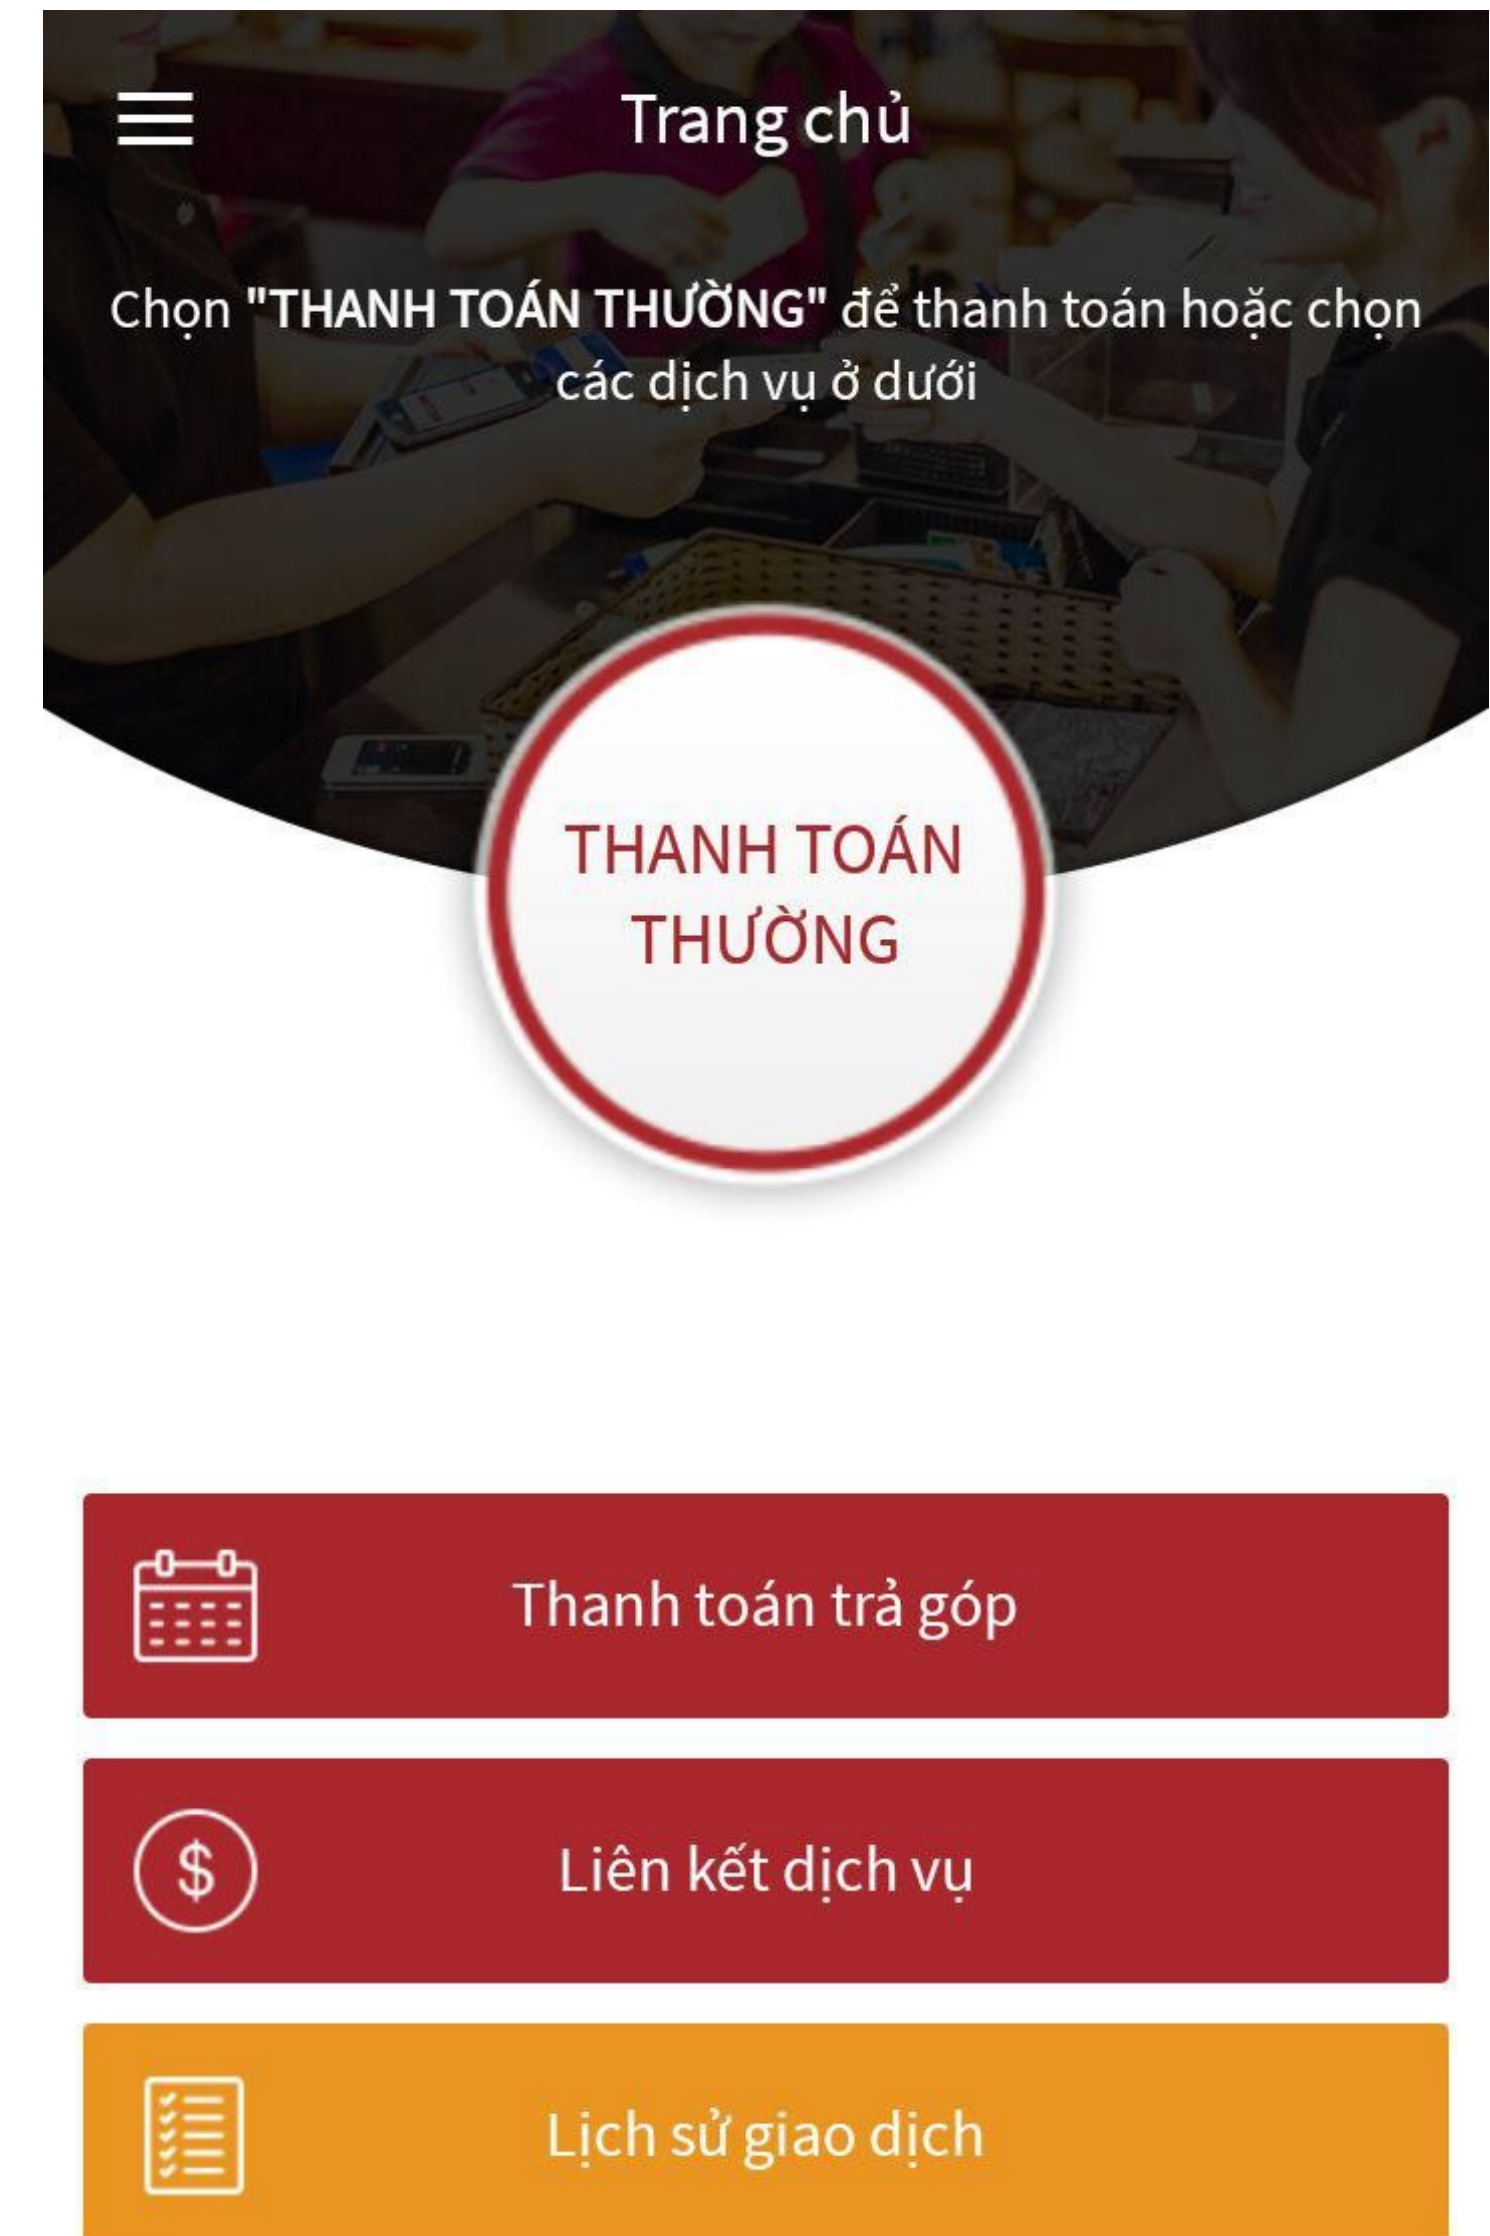 Trang chủ
Chọn "THANH TOÁN THƯỜNG" để thanh toán hoặc chọn
các dịch vụ ở dưới
THANH TOÁN
THƯỜNG
Thanh toán trả góp
$
Liên kết dịch vụ
Lịch sử giao dịch